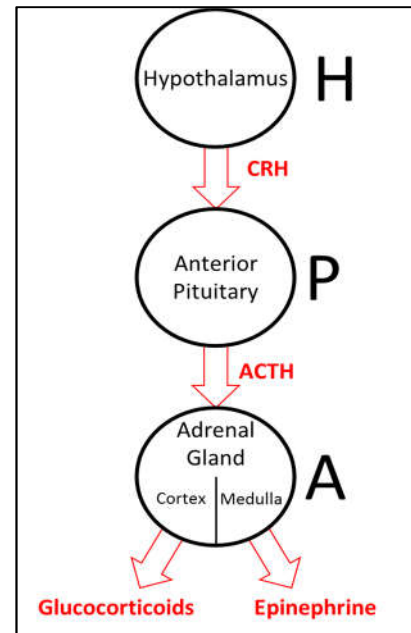 Hypothalamus
H
CRH
Anterior
Pituitary
P
ACTH
Adrenal
Gland
Cortex
Medulla
A
Glucocorticoids
Epinephrine